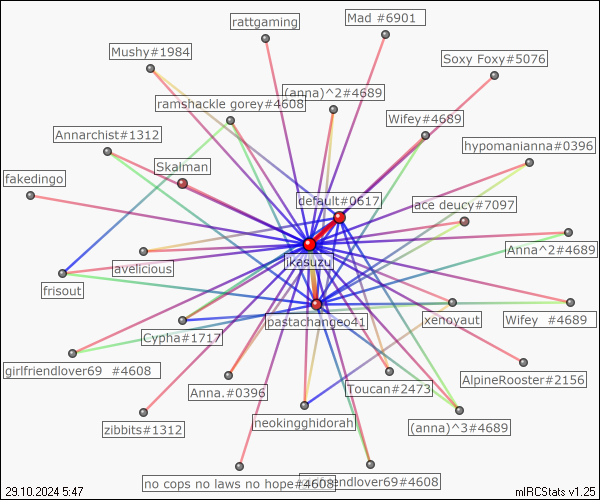 rattgaming
Mad #6901
Mushy#1984
Soxy Foxy#5076
(anna)^2#4689
ramshackle gorey#4608
Wifey#4689
Annarchist#1312
hypomanianna#0396
Skalman
fakedingo
default#0617
ace deucy#7097
Anna^2#4689
ikasuzu
avelicious
frisout
pastachangeo41
xenoyaut
Wifey #4689
Cypha#1717
girlfriendlover69 #4608
AlpineRooster#2156
Anna.#0396
Toucan#2473
neokingghidorah
zibbits#1312
(anna)^3#4689
no cops no laws no hope#4608
friendlover69#4608
29.10.2024 5:47
mIRCStats v1.25